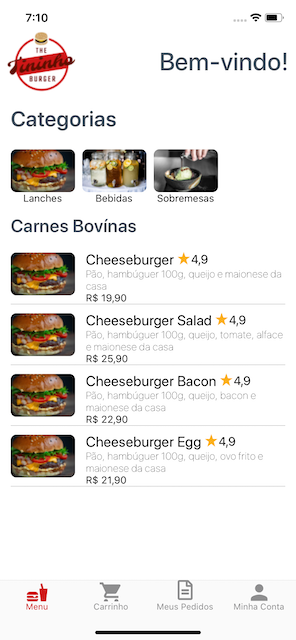 7:10
THE
Jininho
BURGER
Bem-vindo!
Categorias
Lanches
Bebidas
Sobremesas
Carnes Bovínas
Cheeseburger ★4,9
Pão, hambúguer 100g, queijo e maionese da
casa
R$ 19,90
Cheeseburger Salad ★4,9
Pão, hambúguer 100g, queijo, tomate, alface
e maionese da casa
R$ 25,90
Cheeseburger Bacon ★4,9
Pão, hambúguer 100g, queijo, bacon e
maionese da casa
R$ 22,90
Cheeseburger Egg ★4,9
Pão, hambúguer 100g, queijo, ovo frito e
maionese da casa
R$ 21,90
Menu
Carrinho
Meus Pedidos
Minha Conta